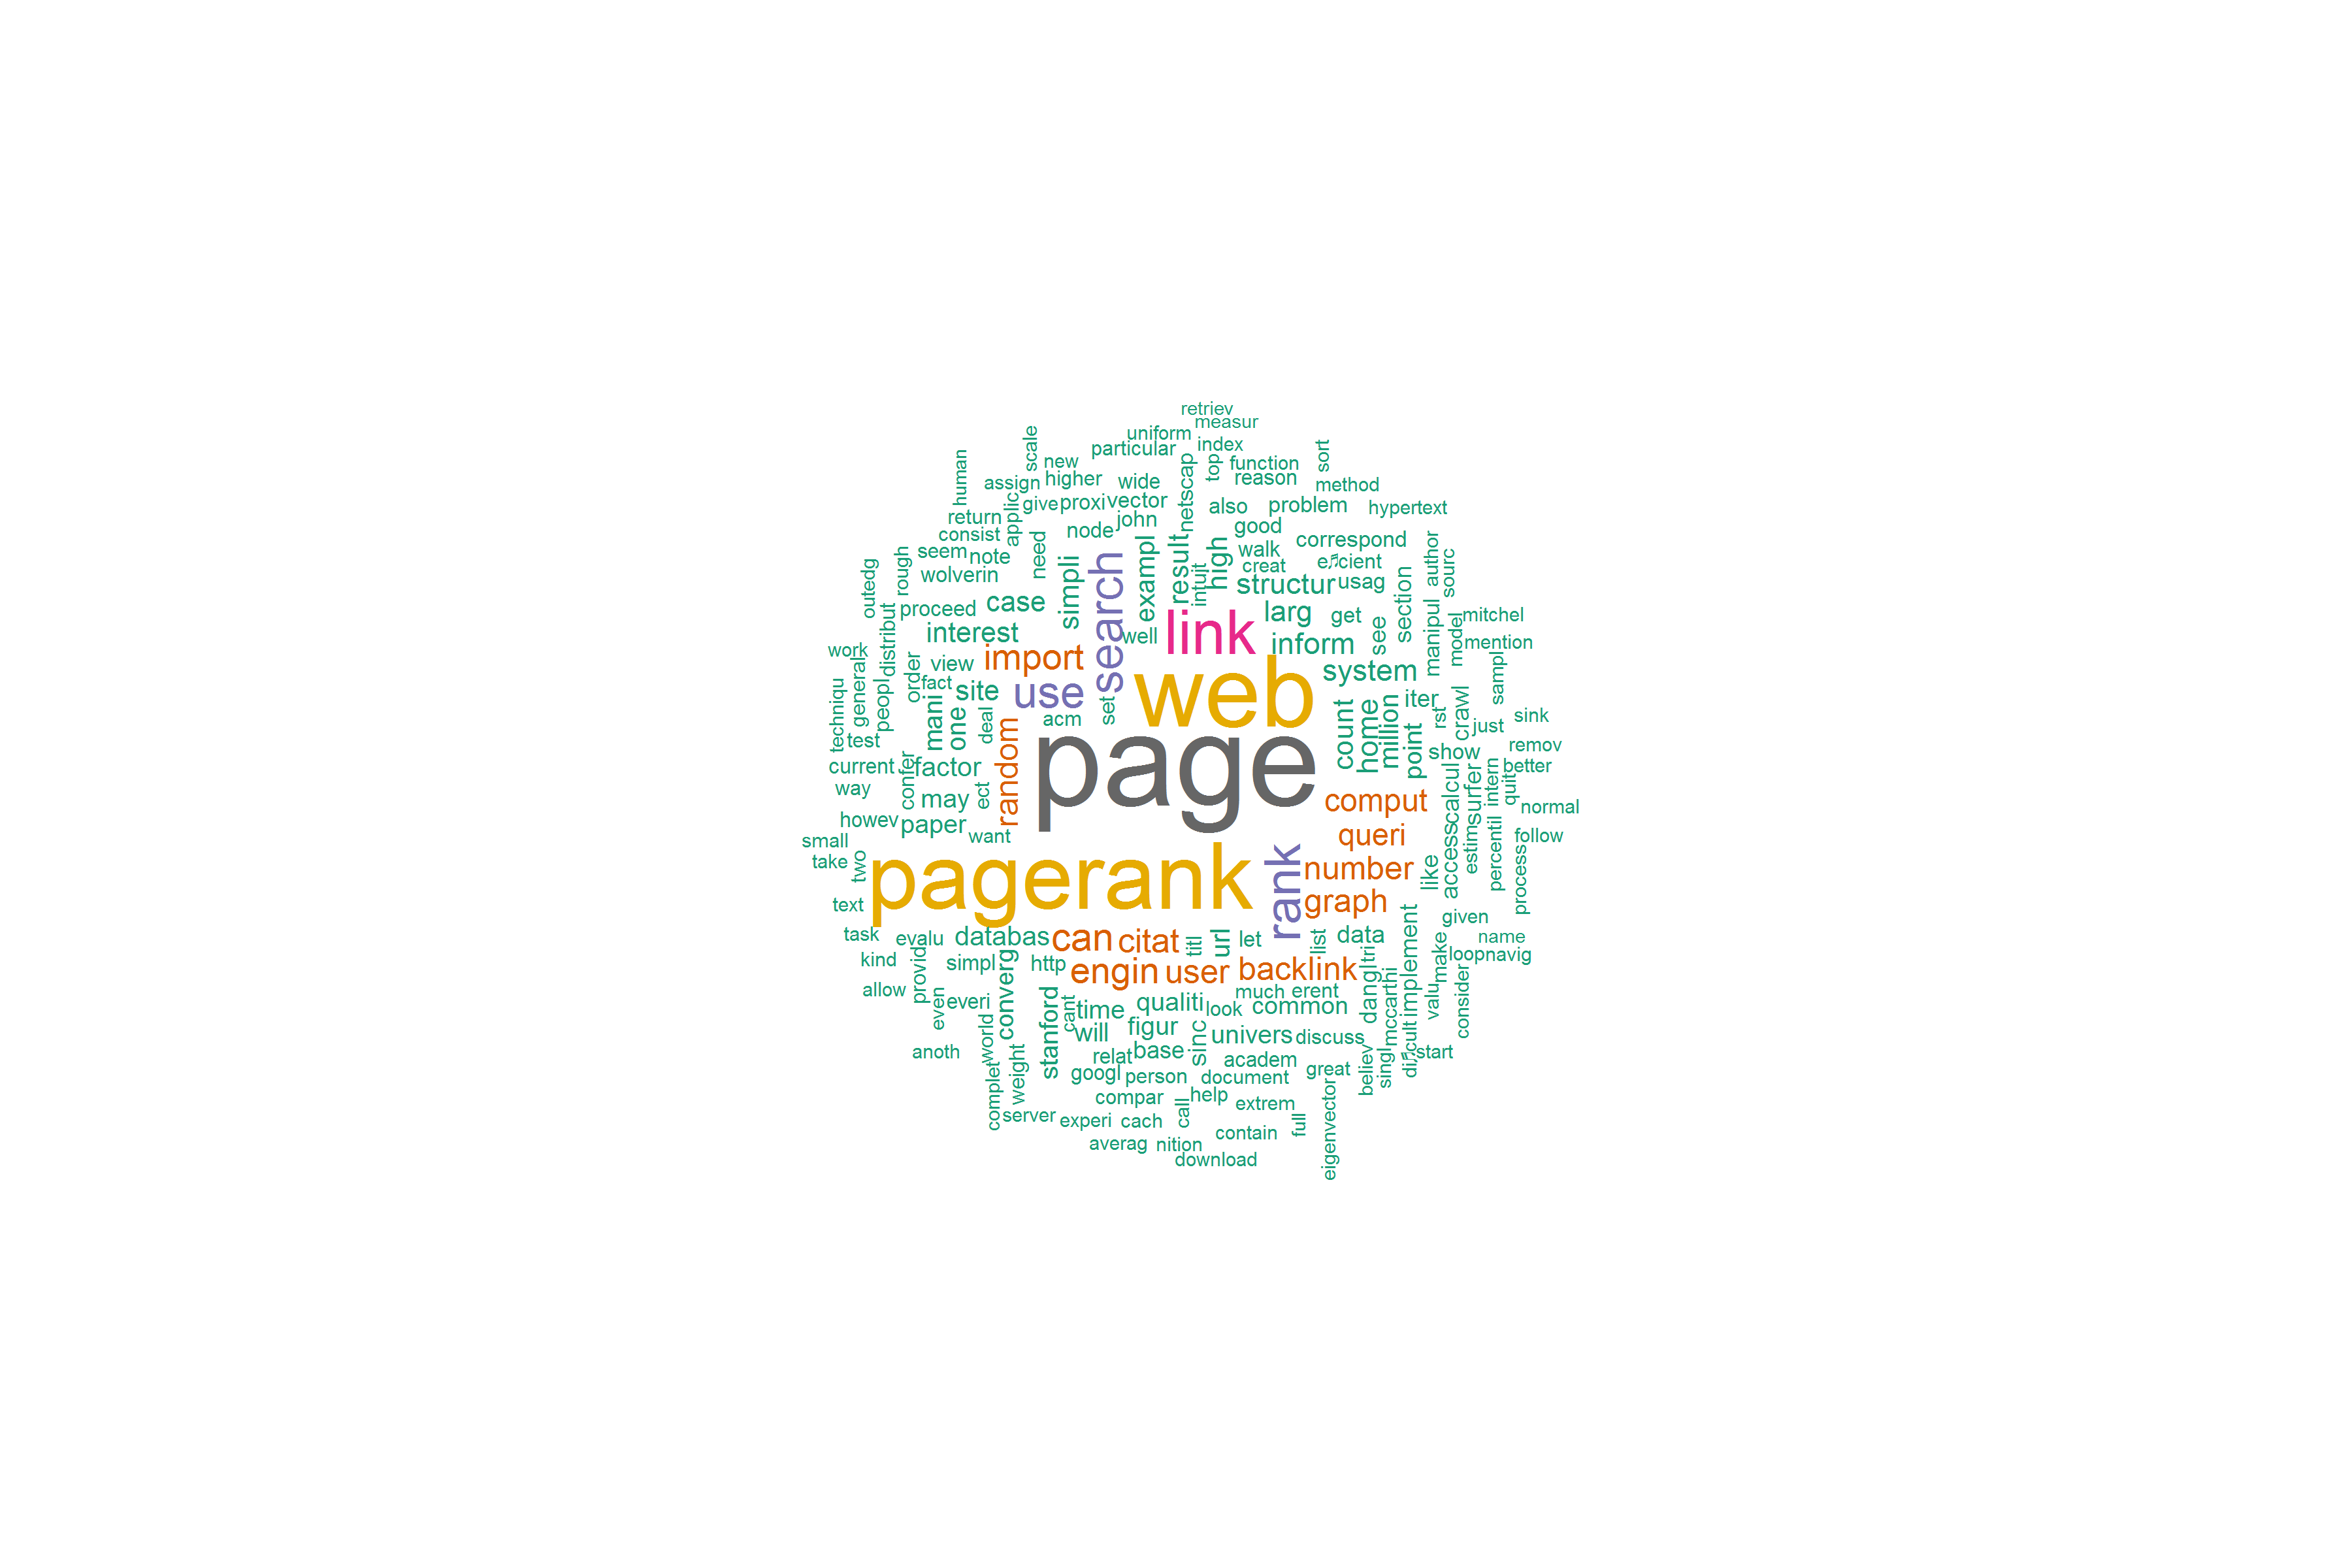 retriev
measur
uniform
scale
particular
index
sort
human
new
function
top
netscap
assign
higher
wide
reason
method
applic
give
proxi
vector
also
problem
hypertext
return
john
good
consist
need
node
exampl
result
high
walk
correspond
author
sourc
outedg
rough
seem
note
simpli
search
intuit
creat
e♬cient
wolverin
structur
usag
section
distribut
proceed
case
larg
get
manipul
model
mitchel
interest
well
link
inform
see
mention
work
general
peopl
order
view
import
system
sampl
techniqu
fact
site
use
set
web
iter
crawl
mani
one
deal
acm
count
home
million
point
rst
just
sink
test
random
page
show
remov
current
confer
factor
calcul
surfer
intern
quit
better
way
may
ect
comput
normal
howev
paper
want
queri
access
estim
percentil
process
follow
small
take
two
pagerank
rank
number
like
text
graph
given
task
evalu
databas
can
citat
titl
url
let
list
data
implement
make
name
kind
provid
simpl
http
engin
user
backlink
tri
loop
navig
allow
even
everi
converg
cant
time
qualiti
look
much
erent
common
dangl
mccarthi
valu
consider
world
stanford
will
figur
sinc
univers
discuss
di♬cult
anoth
complet
weight
relat
base
academ
believ
singl
start
googl
person
document
great
compar
help
extrem
server
experi
cach
call
contain
full
eigenvector
averag
nition
download